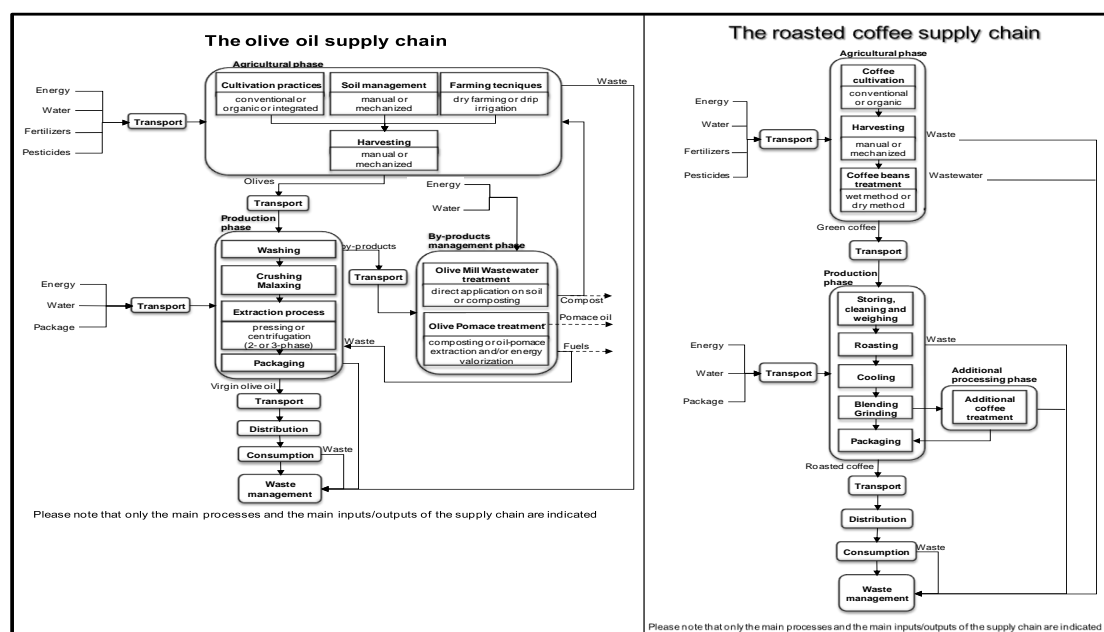 The olive oil supply chain
Agricultural phase
Cultivation practices
conventional or
organic or integrated
Soil management
manual or
mechanized
Farming tecniques
dry farming or drip
irrigation
Waste
Energy
Water
Fertilizers
Pesticides
Transport
Harvesting
manual or
mechanized
Olives
Transport
Energy
Water
Production
phase
Washing
by-products
Transport
By-products
management phase
Crushing
Malaxing
Olive Mill Wastewater
treatment
direct application on soil
or composting
Compost
Energy
Water
Package
Transport
Extraction process
pressing or
centrifugation
(2- or 3-phase)
Olive Pomace treatment
composting or oil-pomace
extraction and/or energy
valorization
Pomace oil
Fuels
Waste
Packaging
Virgin olive oil
Transport
Distribution
Consumption
Waste
Waste
management
Please note that only the main processes and the main inputs/outputs of the supply chain are indicated
The roasted coffee supply chain
Agricultural phase
Coffee
cultivation
conventional
or organic
Energy
Water
Fertilizers
Pesticides
Transport
Harvesting
manual or
mechanized
Waste
Coffee beans
treatment
wet method or
dry method
Wastewater
Green coffee
Transport
Production
phase
Storing,
cleaning and
weighing
Roasting
Waste
Energy
Water
Package
Transport
Cooling
Blending
Grinding
Additional
processing phase
Additional
coffee
treatment
Packaging
Roasted coffee
Transport
Distribution
Consumption
Waste
Waste
management
Please note that only the main processes and the main inputs/outputs of the supply chain are indicated